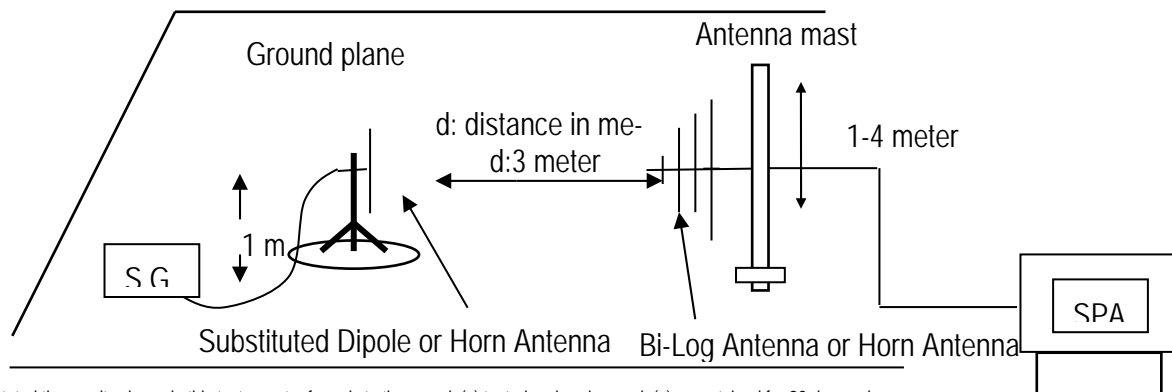 Antenna mast
Ground plane
d: distance in me-
d:3 meter
1-4 meter
1 m
S.G
SPA
Substituted Dipole or Horn Antenna
Bi-Log Antenna or Horn Antenna